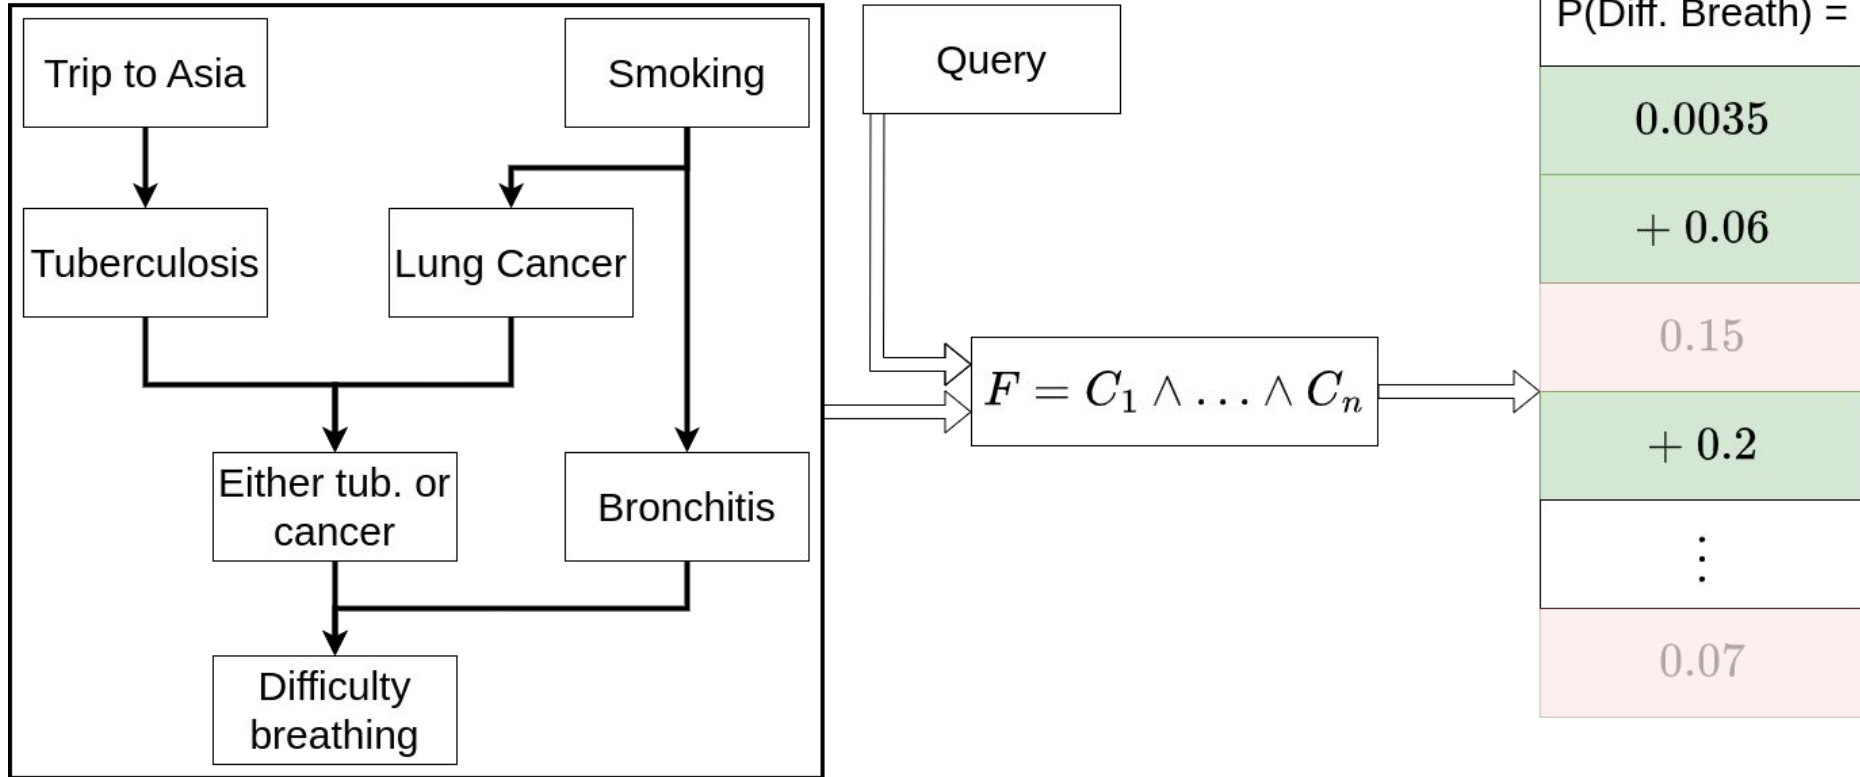 Trip to Asia
Smoking
Tuberculosis
Lung Cancer
Either tub. or
cancer
Bronchitis
Difficulty
breathing
Query
F = C₁ ∧ … ∧ Cₙ
P(Diff. Breath) =
0.0035
+ 0.06
0.15
+ 0.2
⋮
0.07